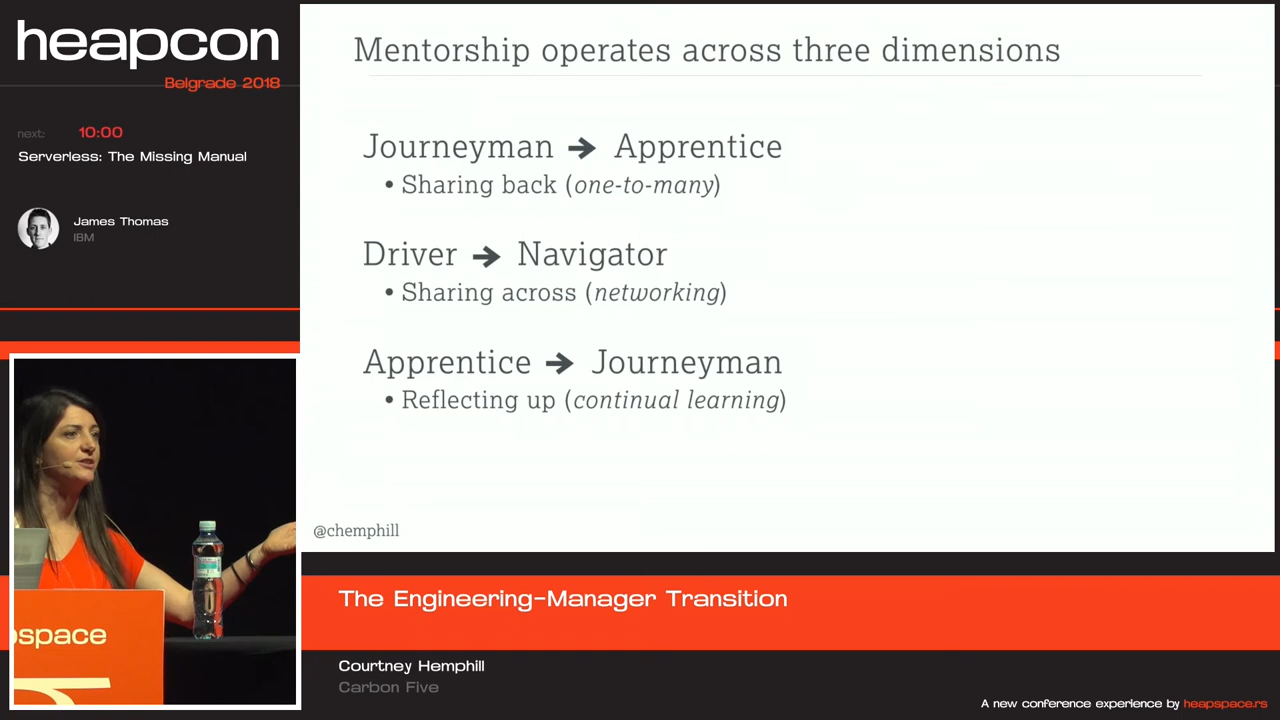 heapcon
Belgrade 2018
next: 10:00
Serverless: The Missing Manual
James Thomas
IBM
Mentorship operates across three dimensions
Journeyman ➔ Apprentice
• Sharing back (one-to-many)
Driver ➔ Navigator
• Sharing across (networking)
Apprentice ➔ Journeyman
• Reflecting up (continual learning)
@chemphill
pspace
The Engineering-Manager Transition
Courtney Hemphill
Carbon Five
A new conference experience by heapspace.rs